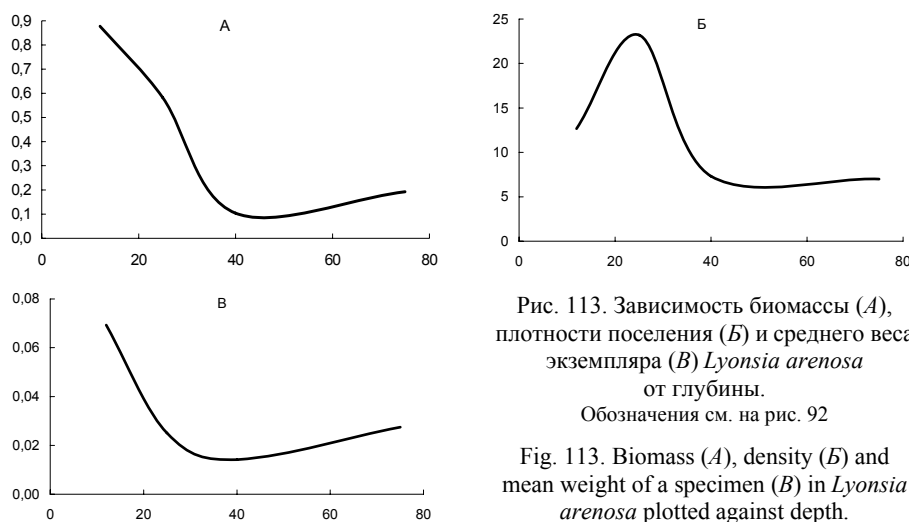 А
0,9
0,8
0,7
0,6
0,5
0,4
0,3
0,2
0,1
0,0
0 20 40 60 80
Б
25
20
15
10
5
0
0 20 40 60 80
В
0,08
0,06
0,04
0,02
0,00
0 20 40 60 80
Рис. 113. Зависимость биомассы (А),
плотности поселения (Б) и среднего веса
экземпляра (В) Lyonsia arenosa
от глубины.
Обозначения см. на рис. 92
Fig. 113. Biomass (A), density (Б) and
mean weight of a specimen (B) in Lyonsia
arenosa plotted against depth.